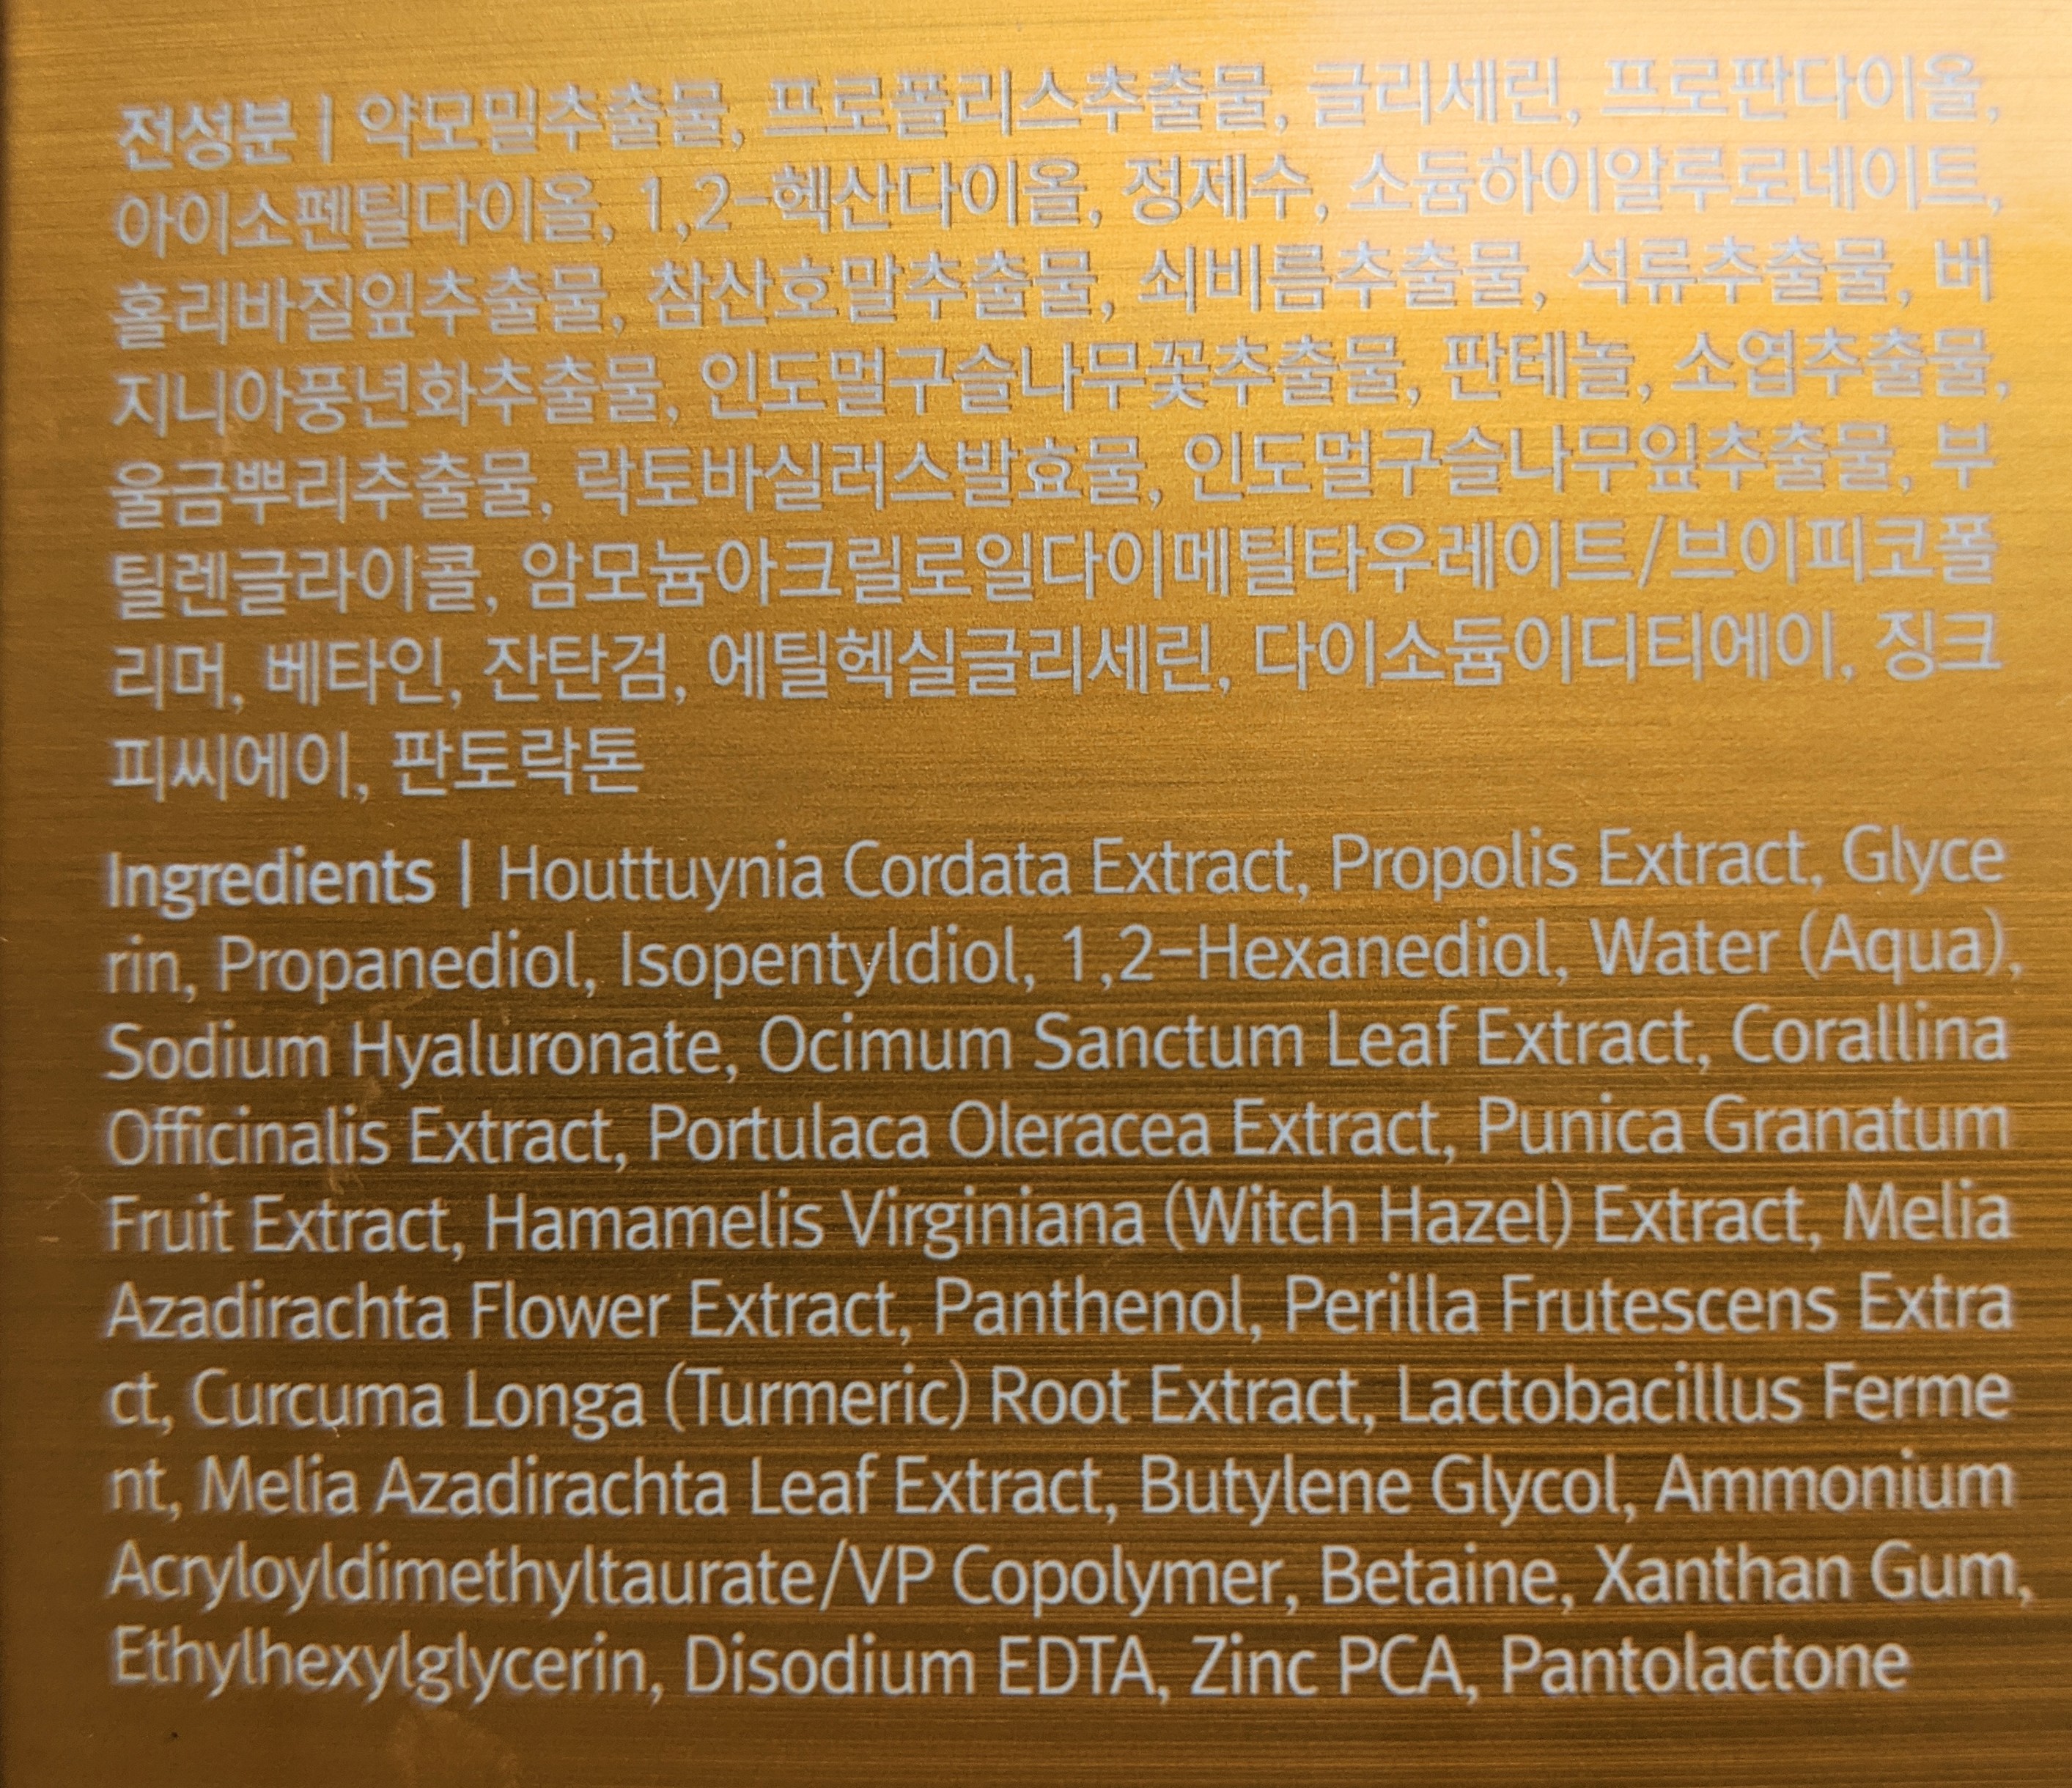 전성분 | 약모밀추출물, 프로폴리스추출물, 글리세린, 프로판다이올,
아이소펜틸다이올, 1,2-헥산다이올, 정제수, 소듐하이알루로네이트,
홀리바질잎추출물, 참산호말추출물, 쇠비름추출물, 석류추출물, 버
지니아풍년화추출물, 인도멀구슬나무꽃추출물, 판테놀, 소엽추출물,
울금뿌리추출물, 락토바실러스발효물, 인도멀구슬나무잎추출물, 부
틸렌글라이콜, 암모늄아크릴로일다이메틸타우레이트/브이피코폴
리머, 베타인, 잔탄검, 에틸헥실글리세린, 다이소듐이디티에이, 징크
피씨에이, 판토락톤
Ingredients | Houttuynia Cordata Extract, Propolis Extract, Glyce
rin, Propanediol, Isopentyldiol, 1,2-Hexanediol, Water (Aqua),
Sodium Hyaluronate, Ocimum Sanctum Leaf Extract, Corallina
Officinalis Extract, Portulaca Oleracea Extract, Punica Granatum
Fruit Extract, Hamamelis Virginiana (Witch Hazel) Extract, Melia
Azadirachta Flower Extract, Panthenol, Perilla Frutescens Extra
ct, Curcuma Longa (Turmeric) Root Extract, Lactobacillus Ferme
nt, Melia Azadirachta Leaf Extract, Butylene Glycol, Ammonium
Acryloyldimethyltaurate/VP Copolymer, Betaine, Xanthan Gum,
Ethylhexylglycerin, Disodium EDTA, Zinc PCA, Pantolactone